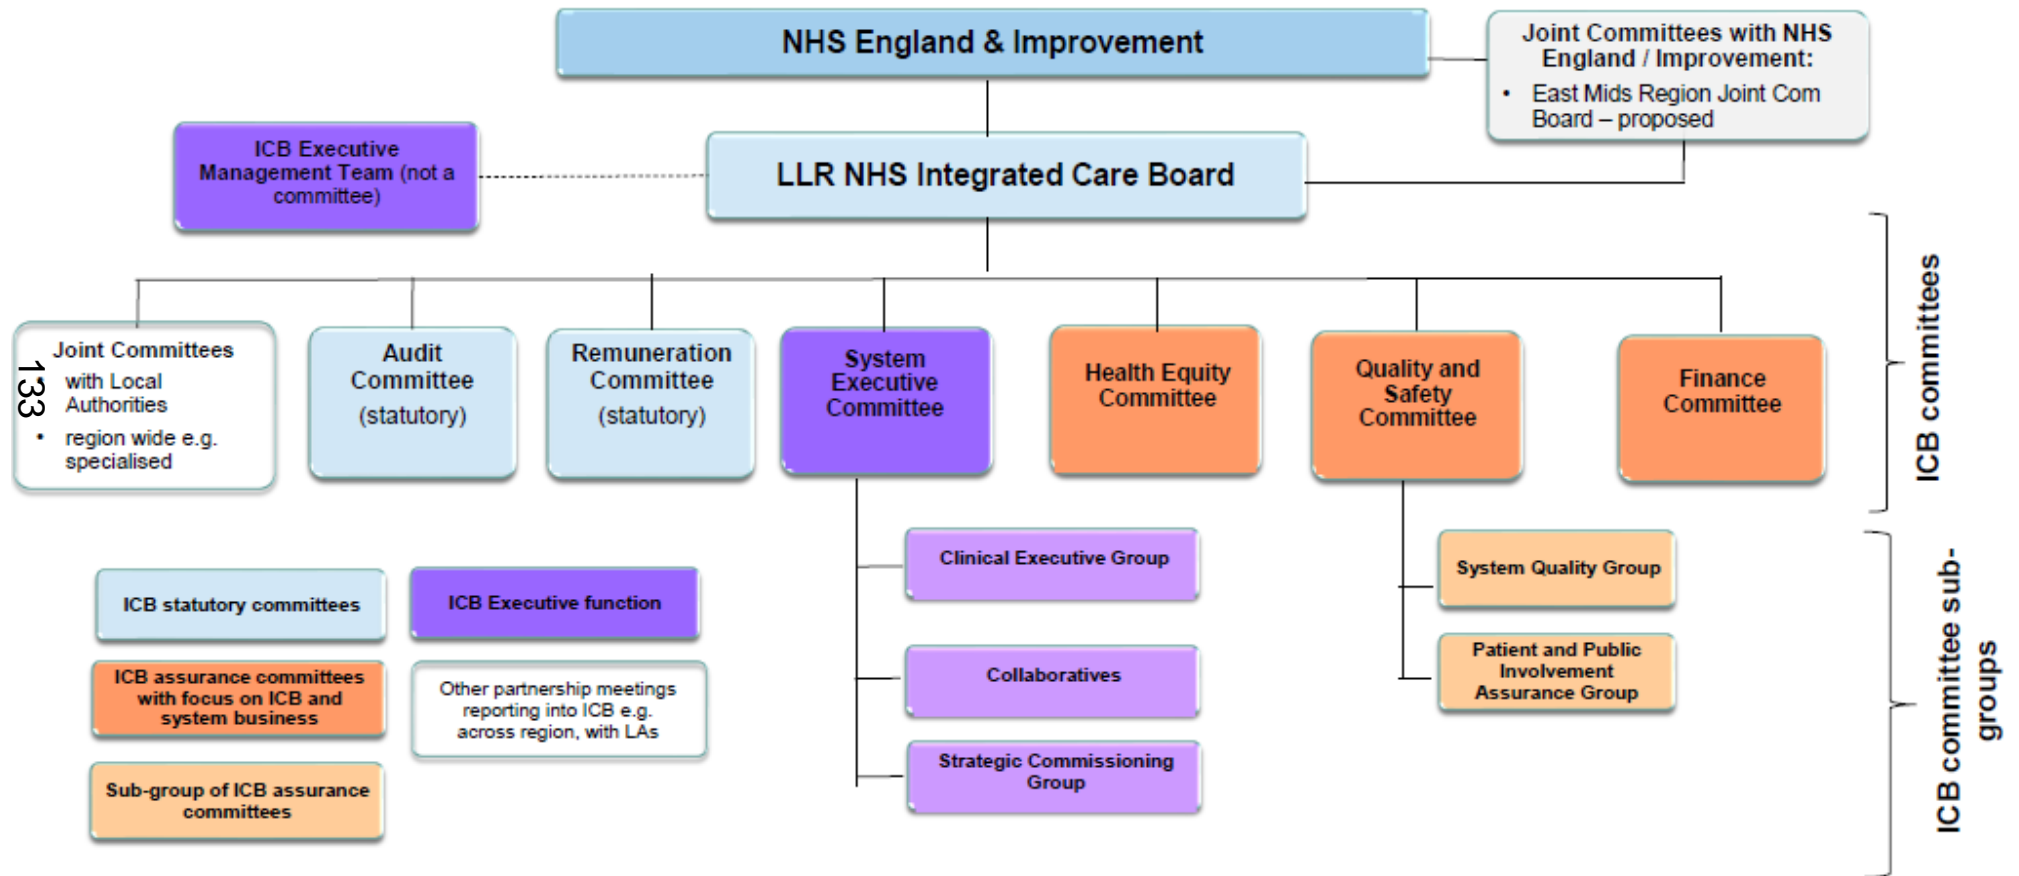 NHS England & Improvement
Joint Committees with NHS
England / Improvement:
• East Mids Region Joint Com
Board – proposed
ICB Executive
Management Team (not a
committee)
LLR NHS Integrated Care Board
ICB committees
Joint Committees
with Local
Authorities
• region wide e.g.
specialised
133
Audit
Committee
(statutory)
Remuneration
Committee
(statutory)
System
Executive
Committee
Health Equity
Committee
Quality and
Safety
Committee
Finance
Committee
Clinical Executive Group
Collaboratives
Strategic Commissioning
Group
System Quality Group
Patient and Public
Involvement
Assurance Group
ICB committee sub-
groups
ICB statutory committees
ICB Executive function
ICB assurance committees
with focus on ICB and
system business
Other partnership meetings
reporting into ICB e.g.
across region, with LAs
Sub-group of ICB assurance
committees